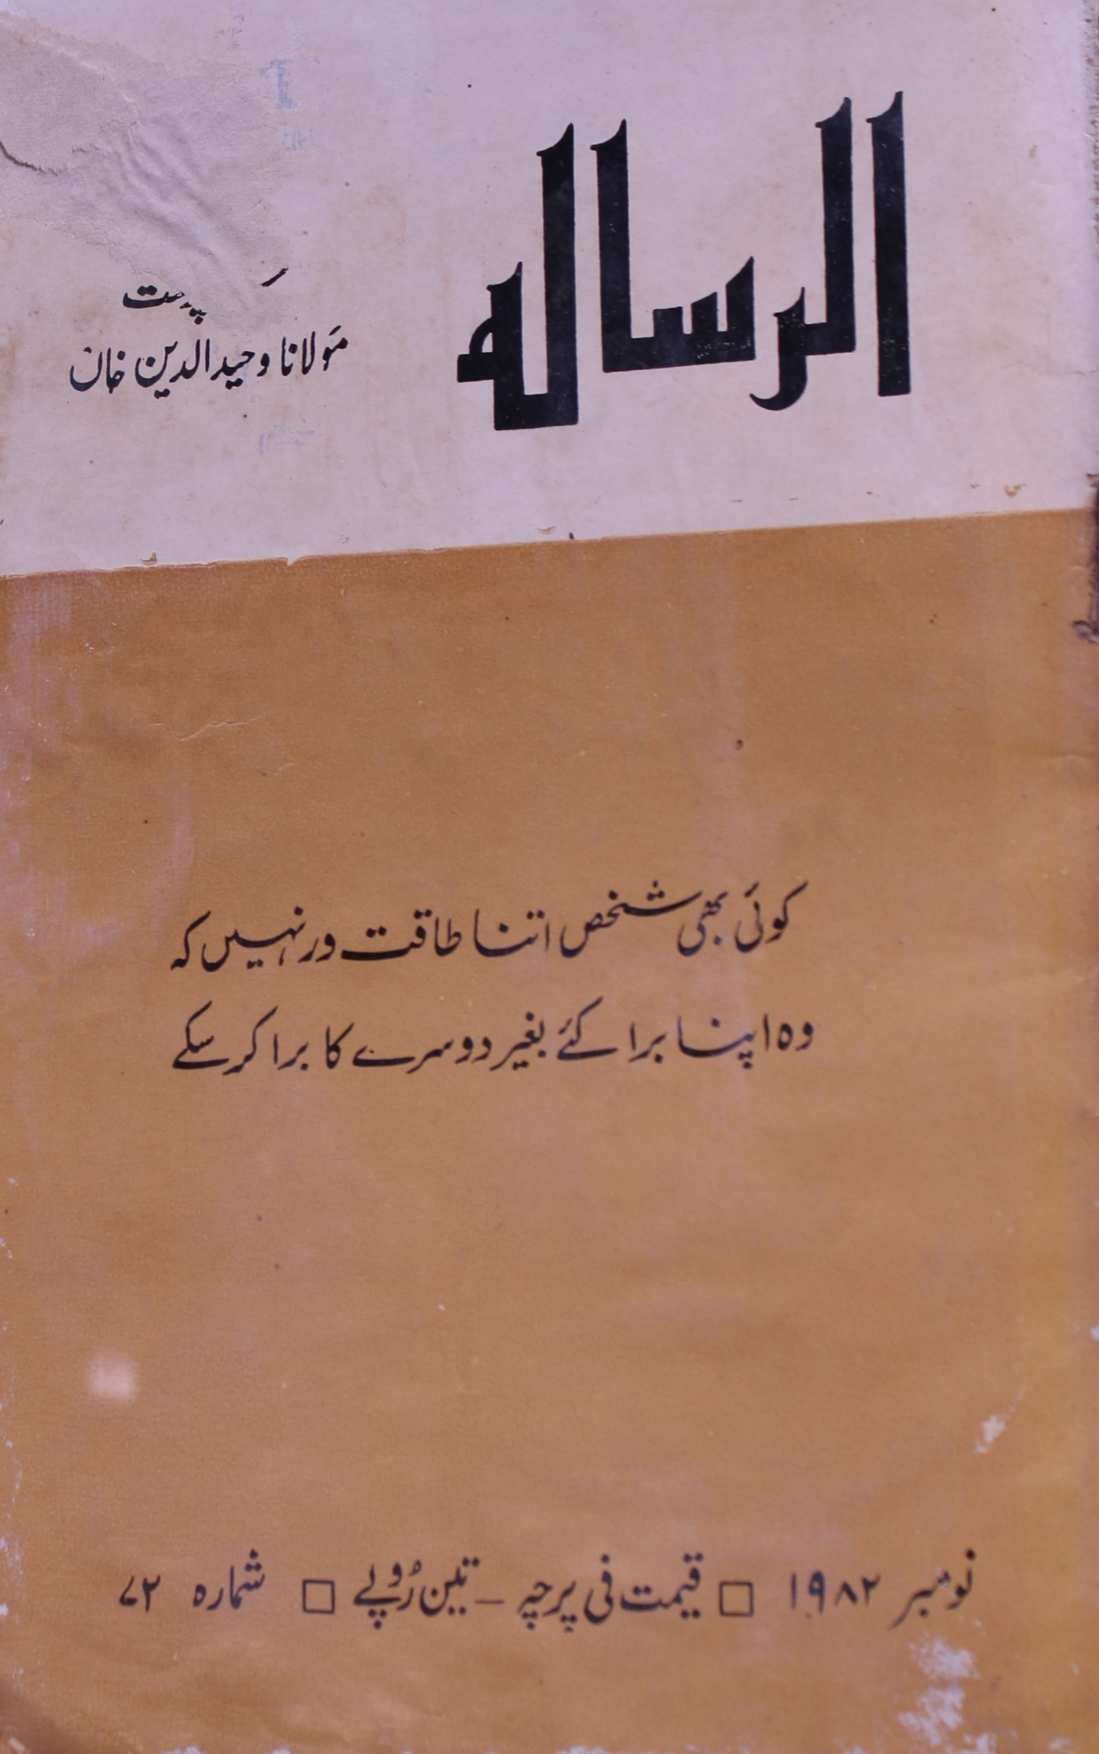 الرسالہ
مولانا وحید الدین خان
کوئی بھی شخص اتنا طاقت ور نہیں کہ
وہ اپنا برا کئے بغیر دوسرے کا برا کر سکے
نومبر ۱۹۸۲ □ قیمت فی پرچہ - تین روپے □ شمارہ ۷۲